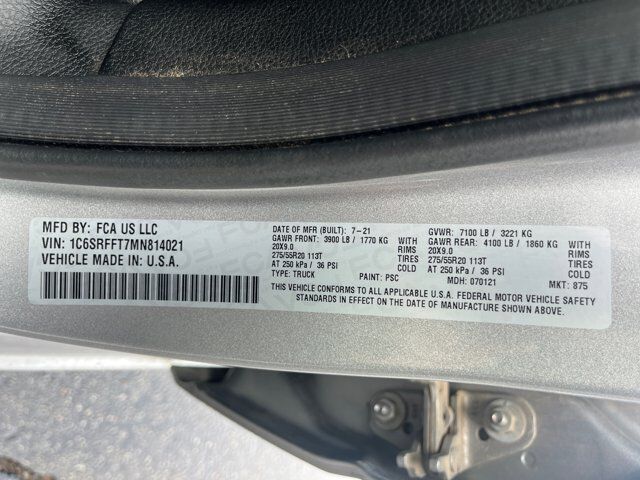 MFD BY: FCA US LLC
VIN: 1C6SRFFT7MN814021
VEHICLE MADE IN: U.S.A.
DATE OF MFR (BUILT): 7-21
GAWR FRONT: 3900 LB / 1770 KG WITH
20X9.0 RIMS
275/55R20 113T TIRES
AT 250 kPa / 36 PSI COLD
TYPE: TRUCK PAINT: PSC
GVWR: 7100 LB / 3221 KG
GAWR REAR: 4100 LB / 1860 KG WITH
20X9.0 RIMS
275/55R20 113T TIRES
AT 250 kPa / 36 PSI COLD
MDH: 070121 MKT: 875
THIS VEHICLE CONFORMS TO ALL APPLICABLE U.S.A. FEDERAL MOTOR VEHICLE SAFETY
STANDARDS IN EFFECT ON THE DATE OF MANUFACTURE SHOWN ABOVE.